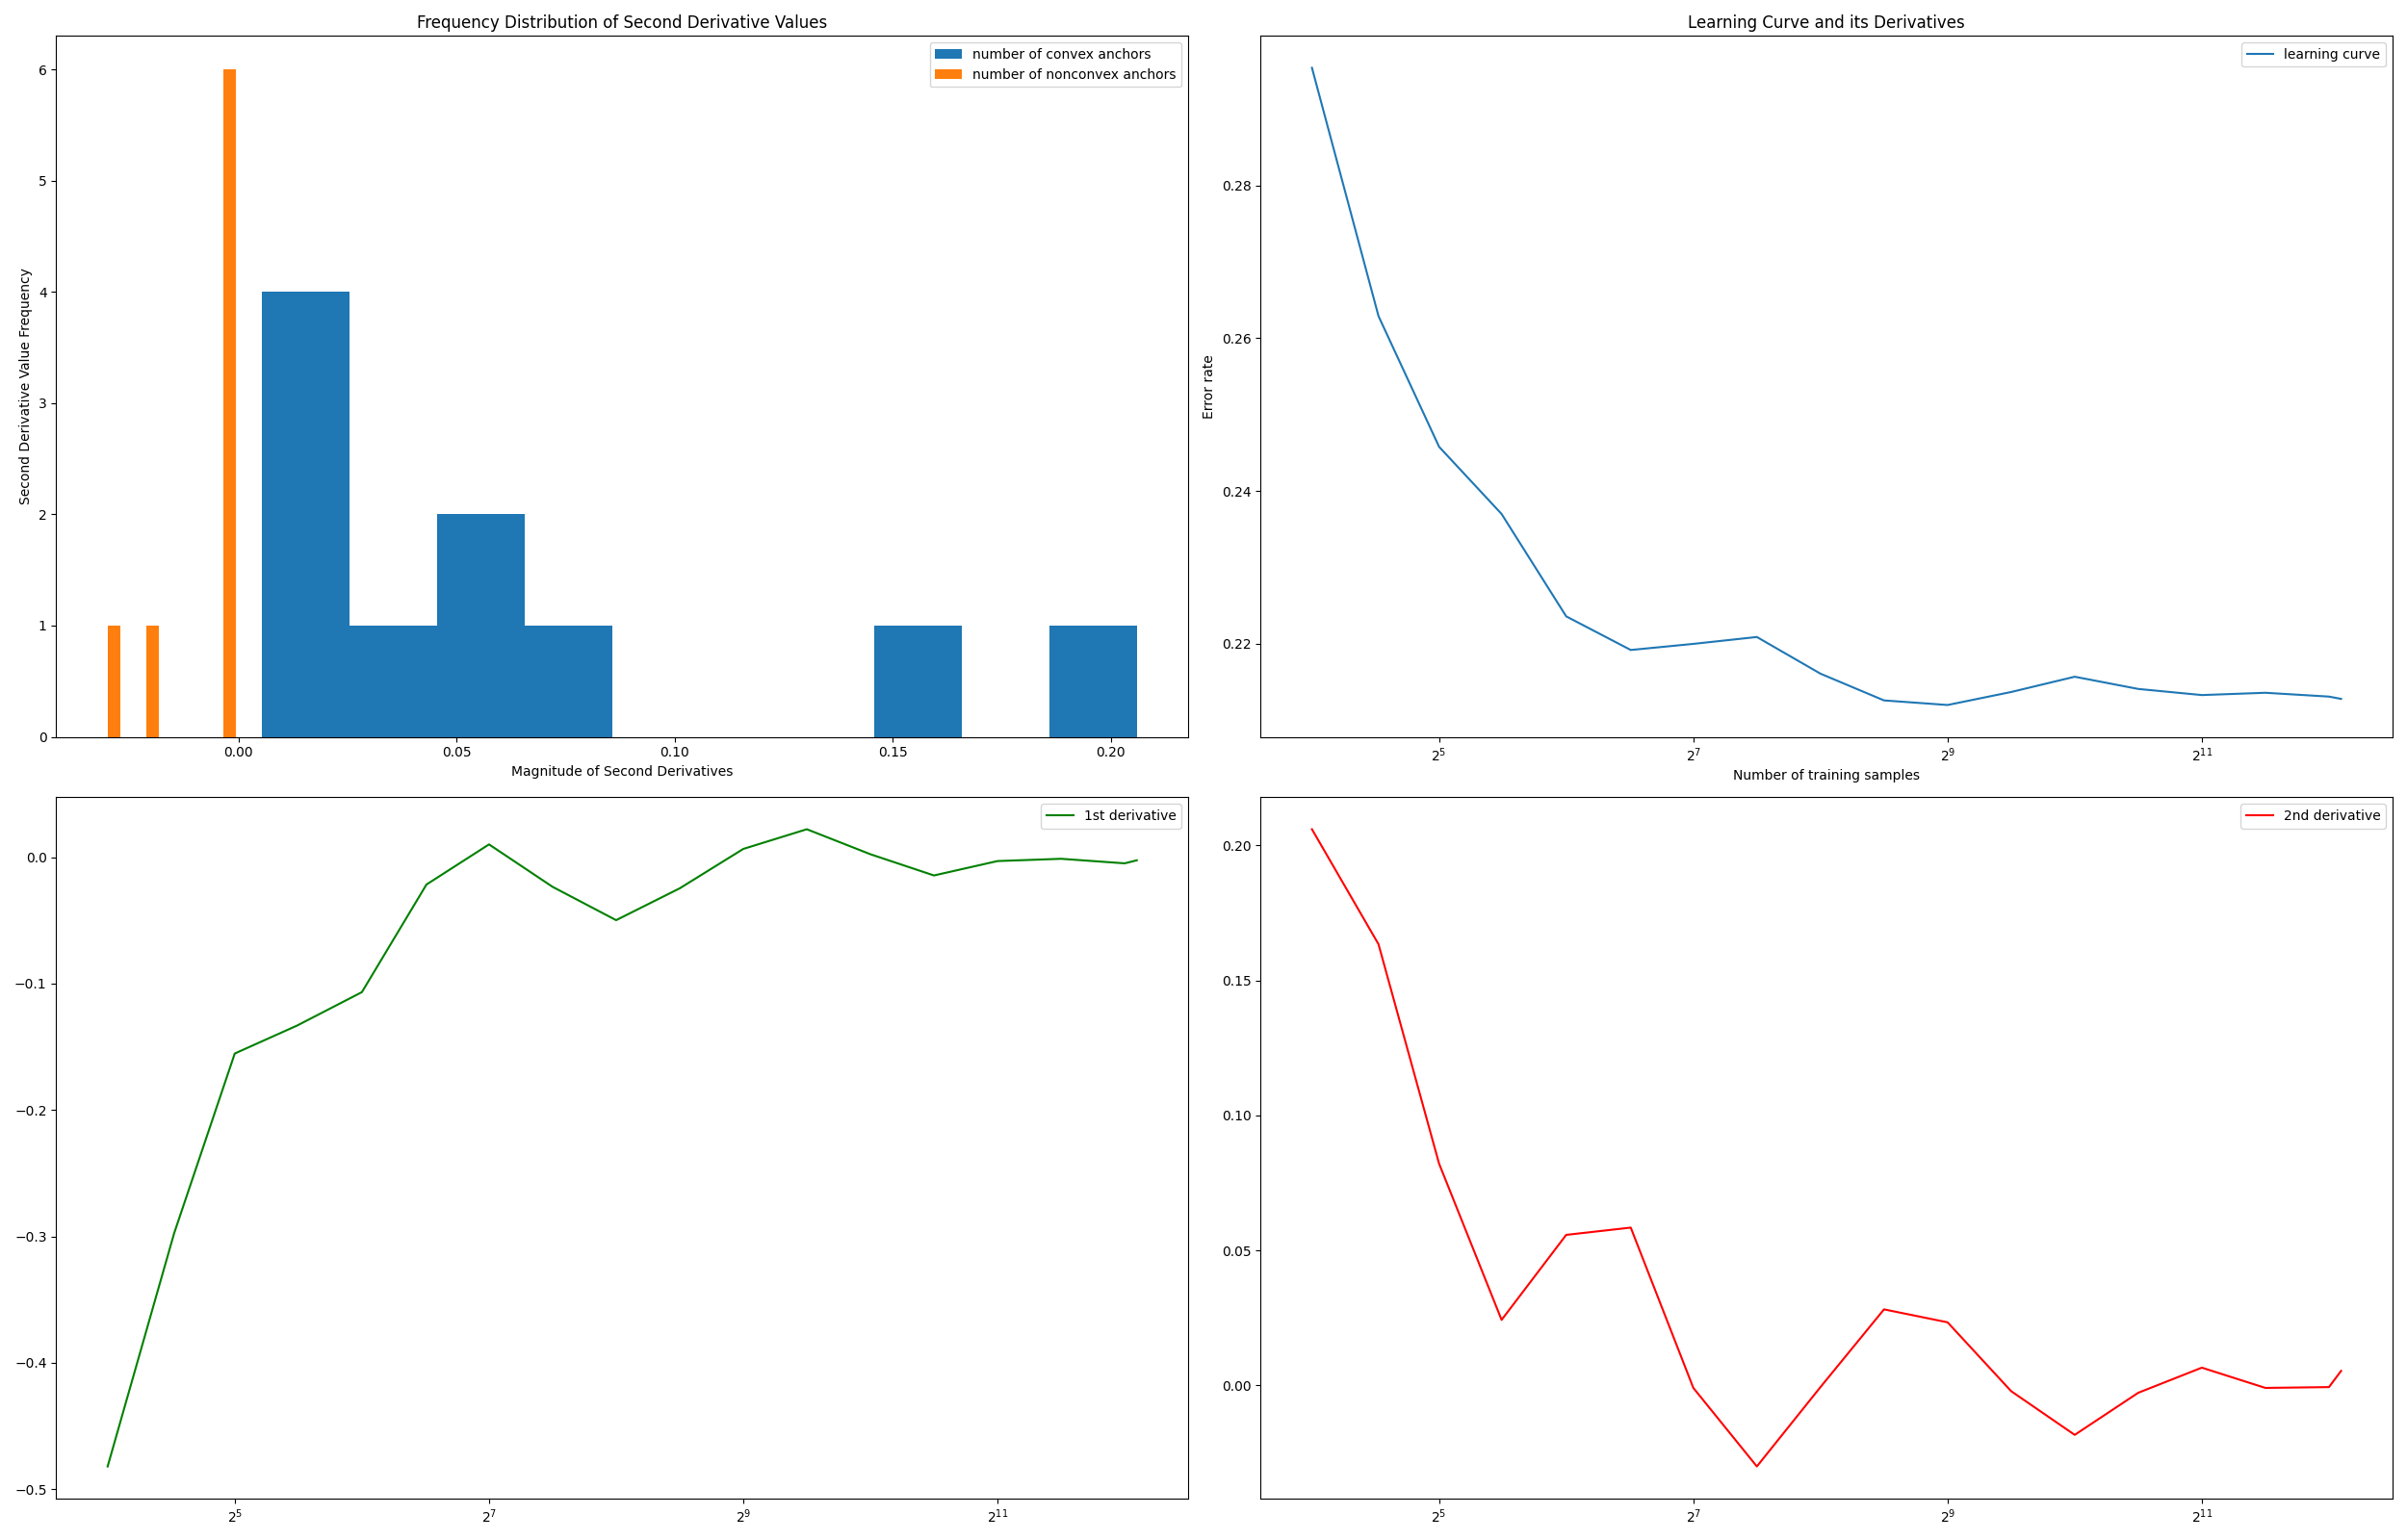 Frequency Distribution of Second Derivative Values
number of convex anchors
number of nonconvex anchors
Second Derivative Value Frequency
6
5
4
3
2
1
0
0.00 0.05 0.10 0.15 0.20
Magnitude of Second Derivatives
Learning Curve and its Derivatives
learning curve
Error rate
0.28
0.26
0.24
0.22
2^5 2^7 2^9 2^11
Number of training samples
1st derivative
0.0
−0.1
−0.2
−0.3
−0.4
−0.5
2^5 2^7 2^9 2^11
2nd derivative
0.20
0.15
0.10
0.05
0.00
2^5 2^7 2^9 2^11